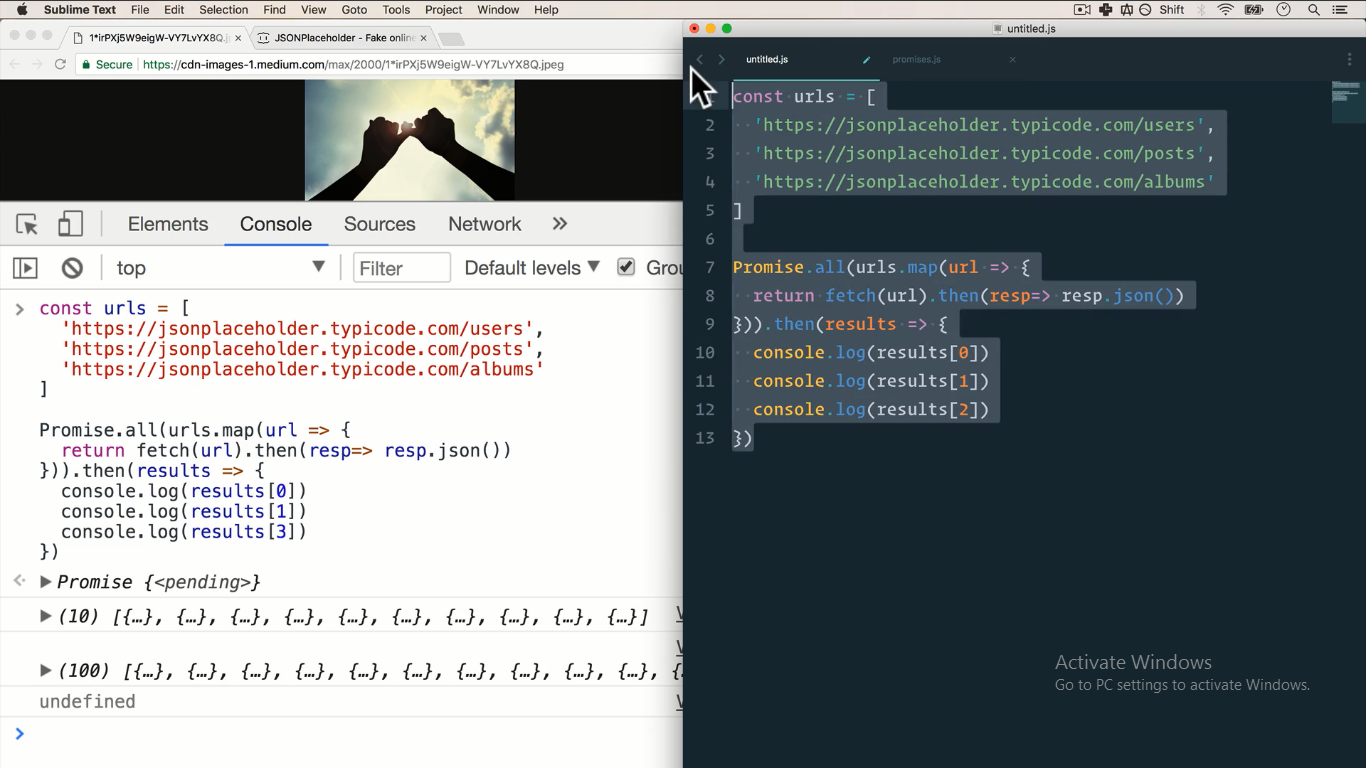 Sublime Text File Edit Selection Find View Goto Tools Project Window Help Shift
1*irPXj5W9eigW-VY7LvYX8Q.j JSONPlaceholder - Fake online
Secure https://cdn-images-1.medium.com/max/2000/1*irPXj5W9eigW-VY7LvYX8Q.jpeg
Elements Console Sources Network
top Filter Default levels Grou
const urls = [
'https://jsonplaceholder.typicode.com/users',
'https://jsonplaceholder.typicode.com/posts',
'https://jsonplaceholder.typicode.com/albums'
]
Promise.all(urls.map(url => {
return fetch(url).then(resp=> resp.json())
})).then(results => {
console.log(results[0])
console.log(results[1])
console.log(results[3])
})
Promise {<pending>}
(10) [{…}, {…}, {…}, {…}, {…}, {…}, {…}, {…}, {…}, {…}]
(100) [{…}, {…}, {…}, {…}, {…}, {…}, {…}, {…}, {…}, {…}, {…
undefined
untitled.js
untitled.js promises.js
const urls = [
2 'https://jsonplaceholder.typicode.com/users',
3 'https://jsonplaceholder.typicode.com/posts',
4 'https://jsonplaceholder.typicode.com/albums'
5 ]
6
7 Promise.all(urls.map(url => {
8 return fetch(url).then(resp=> resp.json())
9 })).then(results => {
10 console.log(results[0])
11 console.log(results[1])
12 console.log(results[2])
13 })
Activate Windows
Go to PC settings to activate Windows.